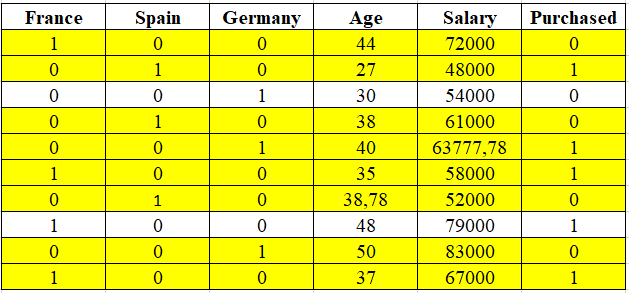 France Spain Germany Age Salary Purchased
1 0 0 44 72000 0
0 1 0 27 48000 1
0 0 1 30 54000 0
0 1 0 38 61000 0
0 0 1 40 63777,78 1
1 0 0 35 58000 1
0 1 0 38,78 52000 0
1 0 0 48 79000 1
0 0 1 50 83000 0
1 0 0 37 67000 1